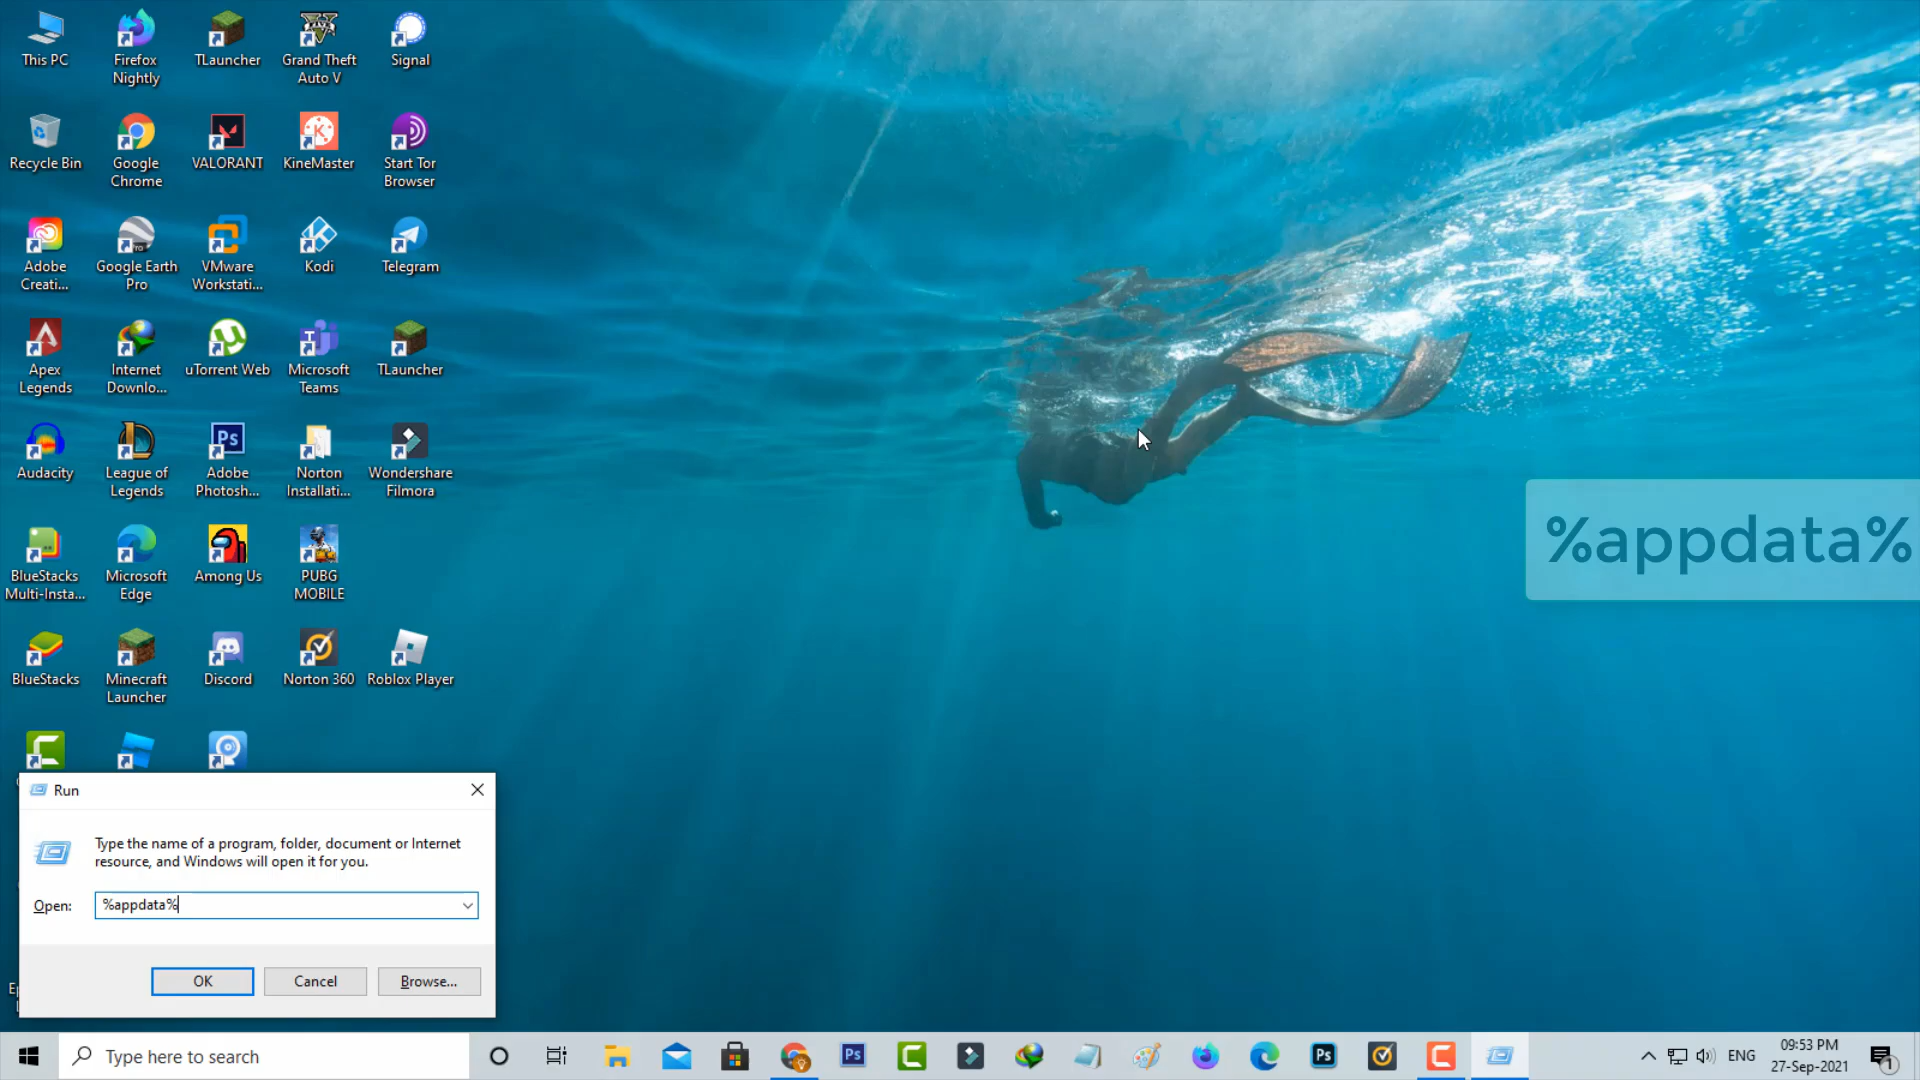 This PC
Firefox
Nightly
TLauncher
Grand Theft
Auto V
Signal
Recycle Bin
Google
Chrome
VALORANT
KineMaster
Start Tor
Browser
Adobe
Creati...
Google Earth
Pro
VMware
Workstati...
Kodi
Telegram
Apex
Legends
Internet
Downlo...
uTorrent Web
Microsoft
Teams
TLauncher
Audacity
League of
Legends
Adobe
Photosh...
Norton
Installati...
Wondershare
Filmora
BlueStacks
Multi-Insta...
Microsoft
Edge
Among Us
PUBG
MOBILE
BlueStacks
Minecraft
Launcher
Discord
Norton 360
Roblox Player
%appdata%
Run
Type the name of a program, folder, document or Internet
resource, and Windows will open it for you.
Open:
%appdata%
OK
Cancel
Browse...
Type here to search
ENG
09:53 PM
27-Sep-2021
1